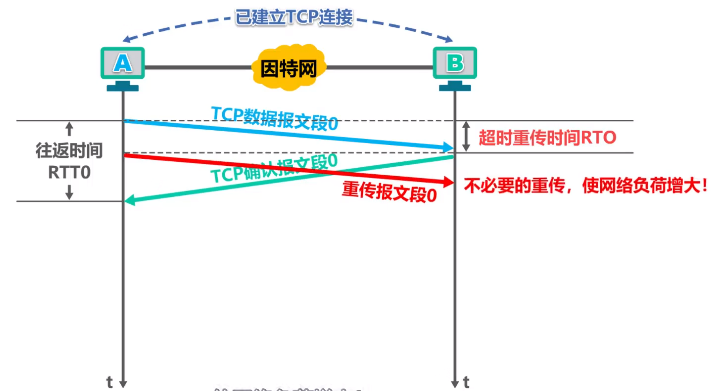 已建立TCP连接
A
因特网
B
TCP数据报文段0
往返时间
RTT0
超时重传时间RTO
TCP确认报文段0
重传报文段0
不必要的重传，使网络负荷增大！
t
t